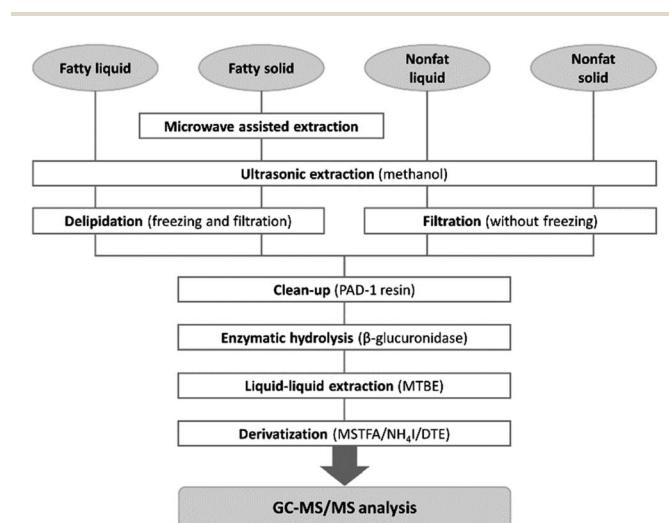 Fatty liquid
Fatty solid
Nonfat
liquid
Nonfat
solid
Microwave assisted extraction
Ultrasonic extraction (methanol)
Delipidation (freezing and filtration)
Filtration (without freezing)
Clean-up (PAD-1 resin)
Enzymatic hydrolysis (β-glucuronidase)
Liquid-liquid extraction (MTBE)
Derivatization (MSTFA/NH₄I/DTE)
GC-MS/MS analysis